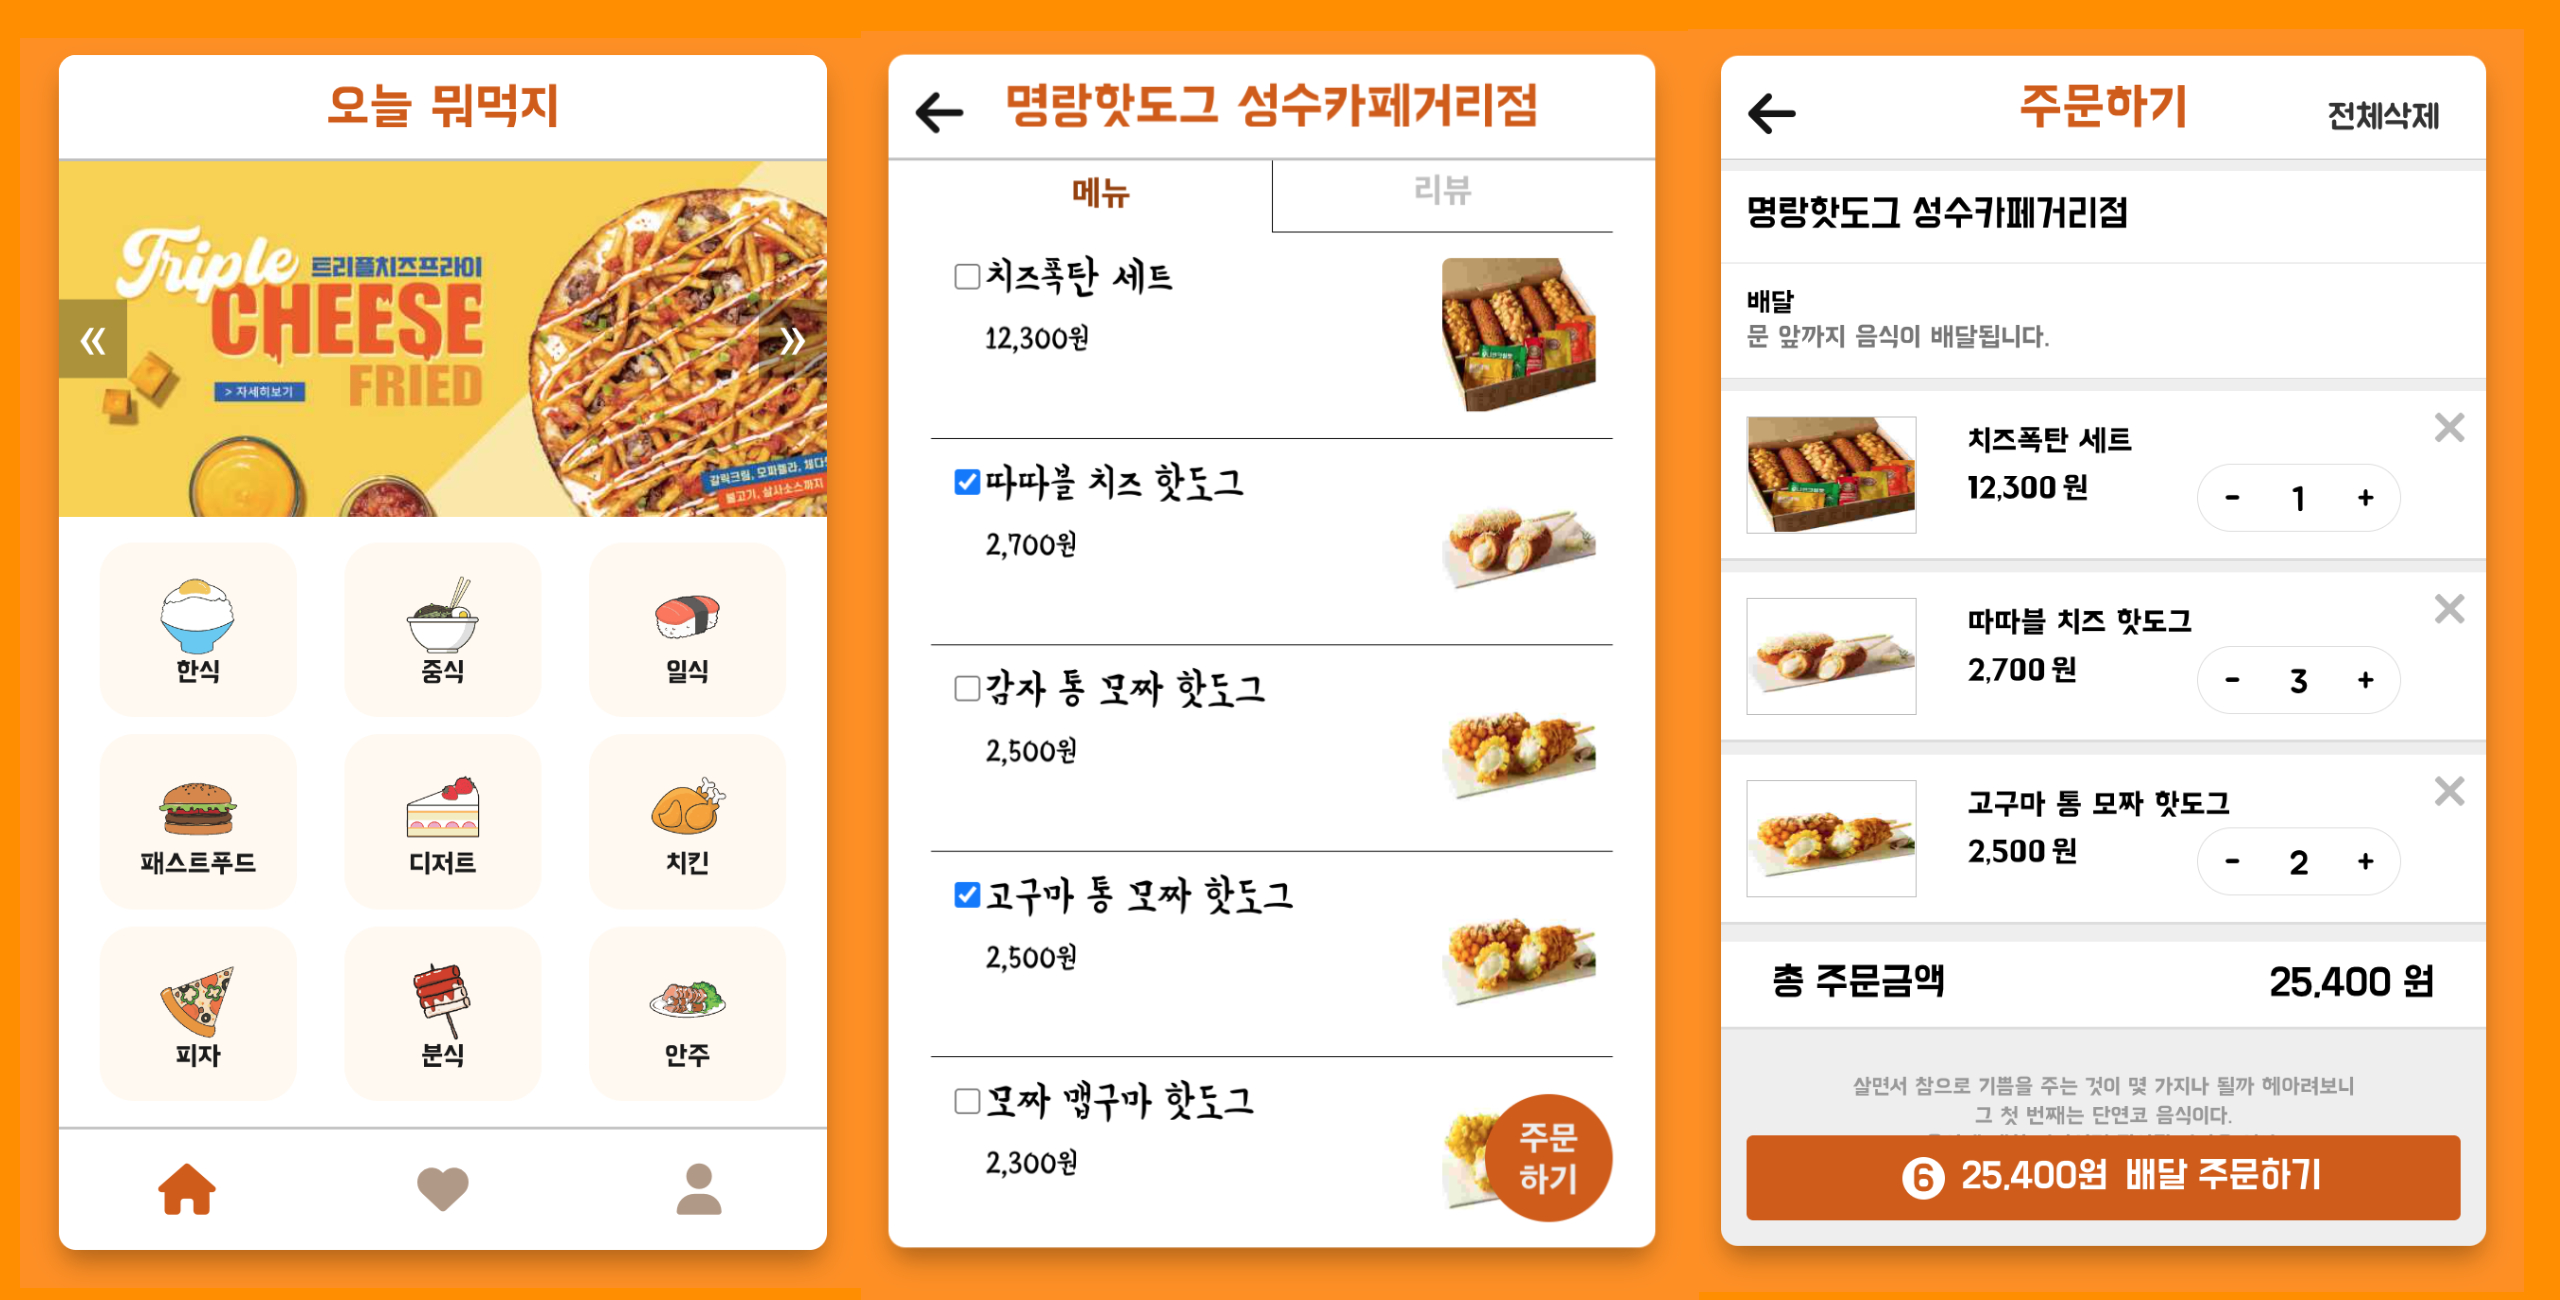 오늘 뭐먹지
Triple
트리플치즈프라이
CHEESE
FRIED
> 자세히보기
갈릭크림, 모짜렐라, 체다
불고기, 살사소스까지
«
»
한식
중식
일식
패스트푸드
디저트
치킨
피자
분식
안주
명랑핫도그 성수카페거리점
메뉴
리뷰
치즈폭탄 세트
12,300원
따따블 치즈 핫도그
2,700원
감자 통 모짜 핫도그
2,500원
고구마 통 모짜 핫도그
2,500원
모짜 맵구마 핫도그
2,300원
주문
하기
주문하기
전체삭제
명랑핫도그 성수카페거리점
배달
문 앞까지 음식이 배달됩니다.
치즈폭탄 세트
12,300 원
- 1 +
따따블 치즈 핫도그
2,700 원
- 3 +
고구마 통 모짜 핫도그
2,500 원
- 2 +
총 주문금액
25,400 원
살면서 참으로 기쁨을 주는 것이 몇 가지나 될까 헤아려보니
그 첫 번째는 단연코 음식이다.
6 25,400원 배달 주문하기